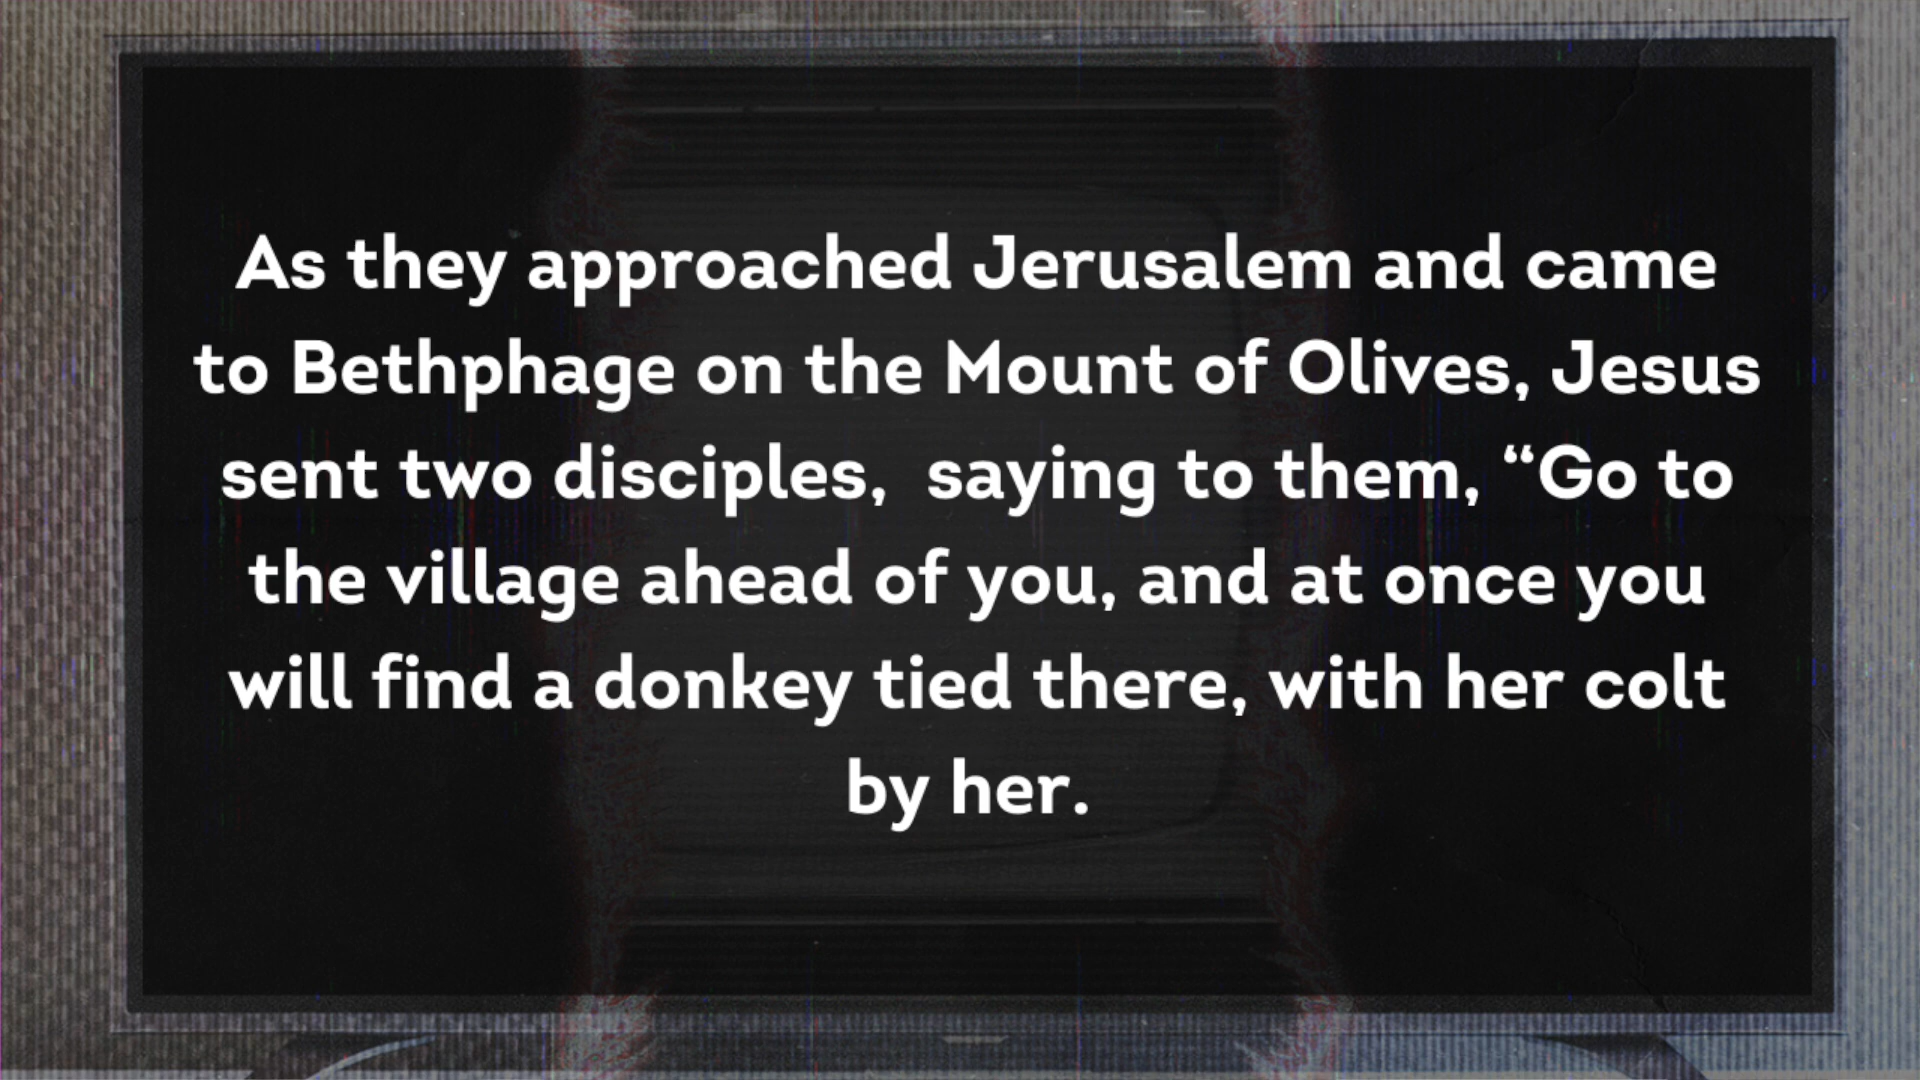 As they approached Jerusalem and came
to Bethphage on the Mount of Olives, Jesus
sent two disciples,  saying to them, “Go to
the village ahead of you, and at once you
will find a donkey tied there, with her colt
by her.